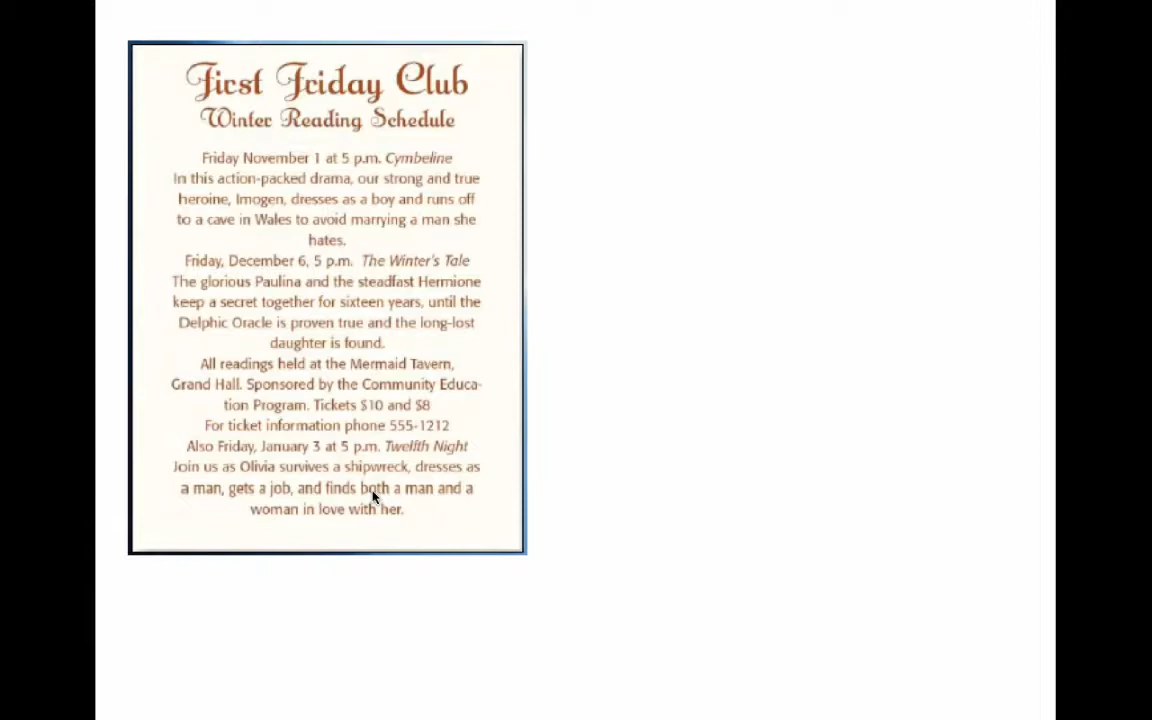 First Friday Club
Winter Reading Schedule
Friday November 1 at 5 p.m. Cymbeline
In this action-packed drama, our strong and true
heroine, Imogen, dresses as a boy and runs off
to a cave in Wales to avoid marrying a man she
hates.
Friday, December 6, 5 p.m. The Winter's Tale
The glorious Paulina and the steadfast Hermione
keep a secret together for sixteen years, until the
Delphic Oracle is proven true and the long-lost
daughter is found.
All readings held at the Mermaid Tavern,
Grand Hall. Sponsored by the Community Educa-
tion Program. Tickets $10 and $8
For ticket information phone 555-1212
Also Friday, January 3 at 5 p.m. Twelfth Night
Join us as Olivia survives a shipwreck, dresses as
a man, gets a job, and finds both a man and a
woman in love with her.